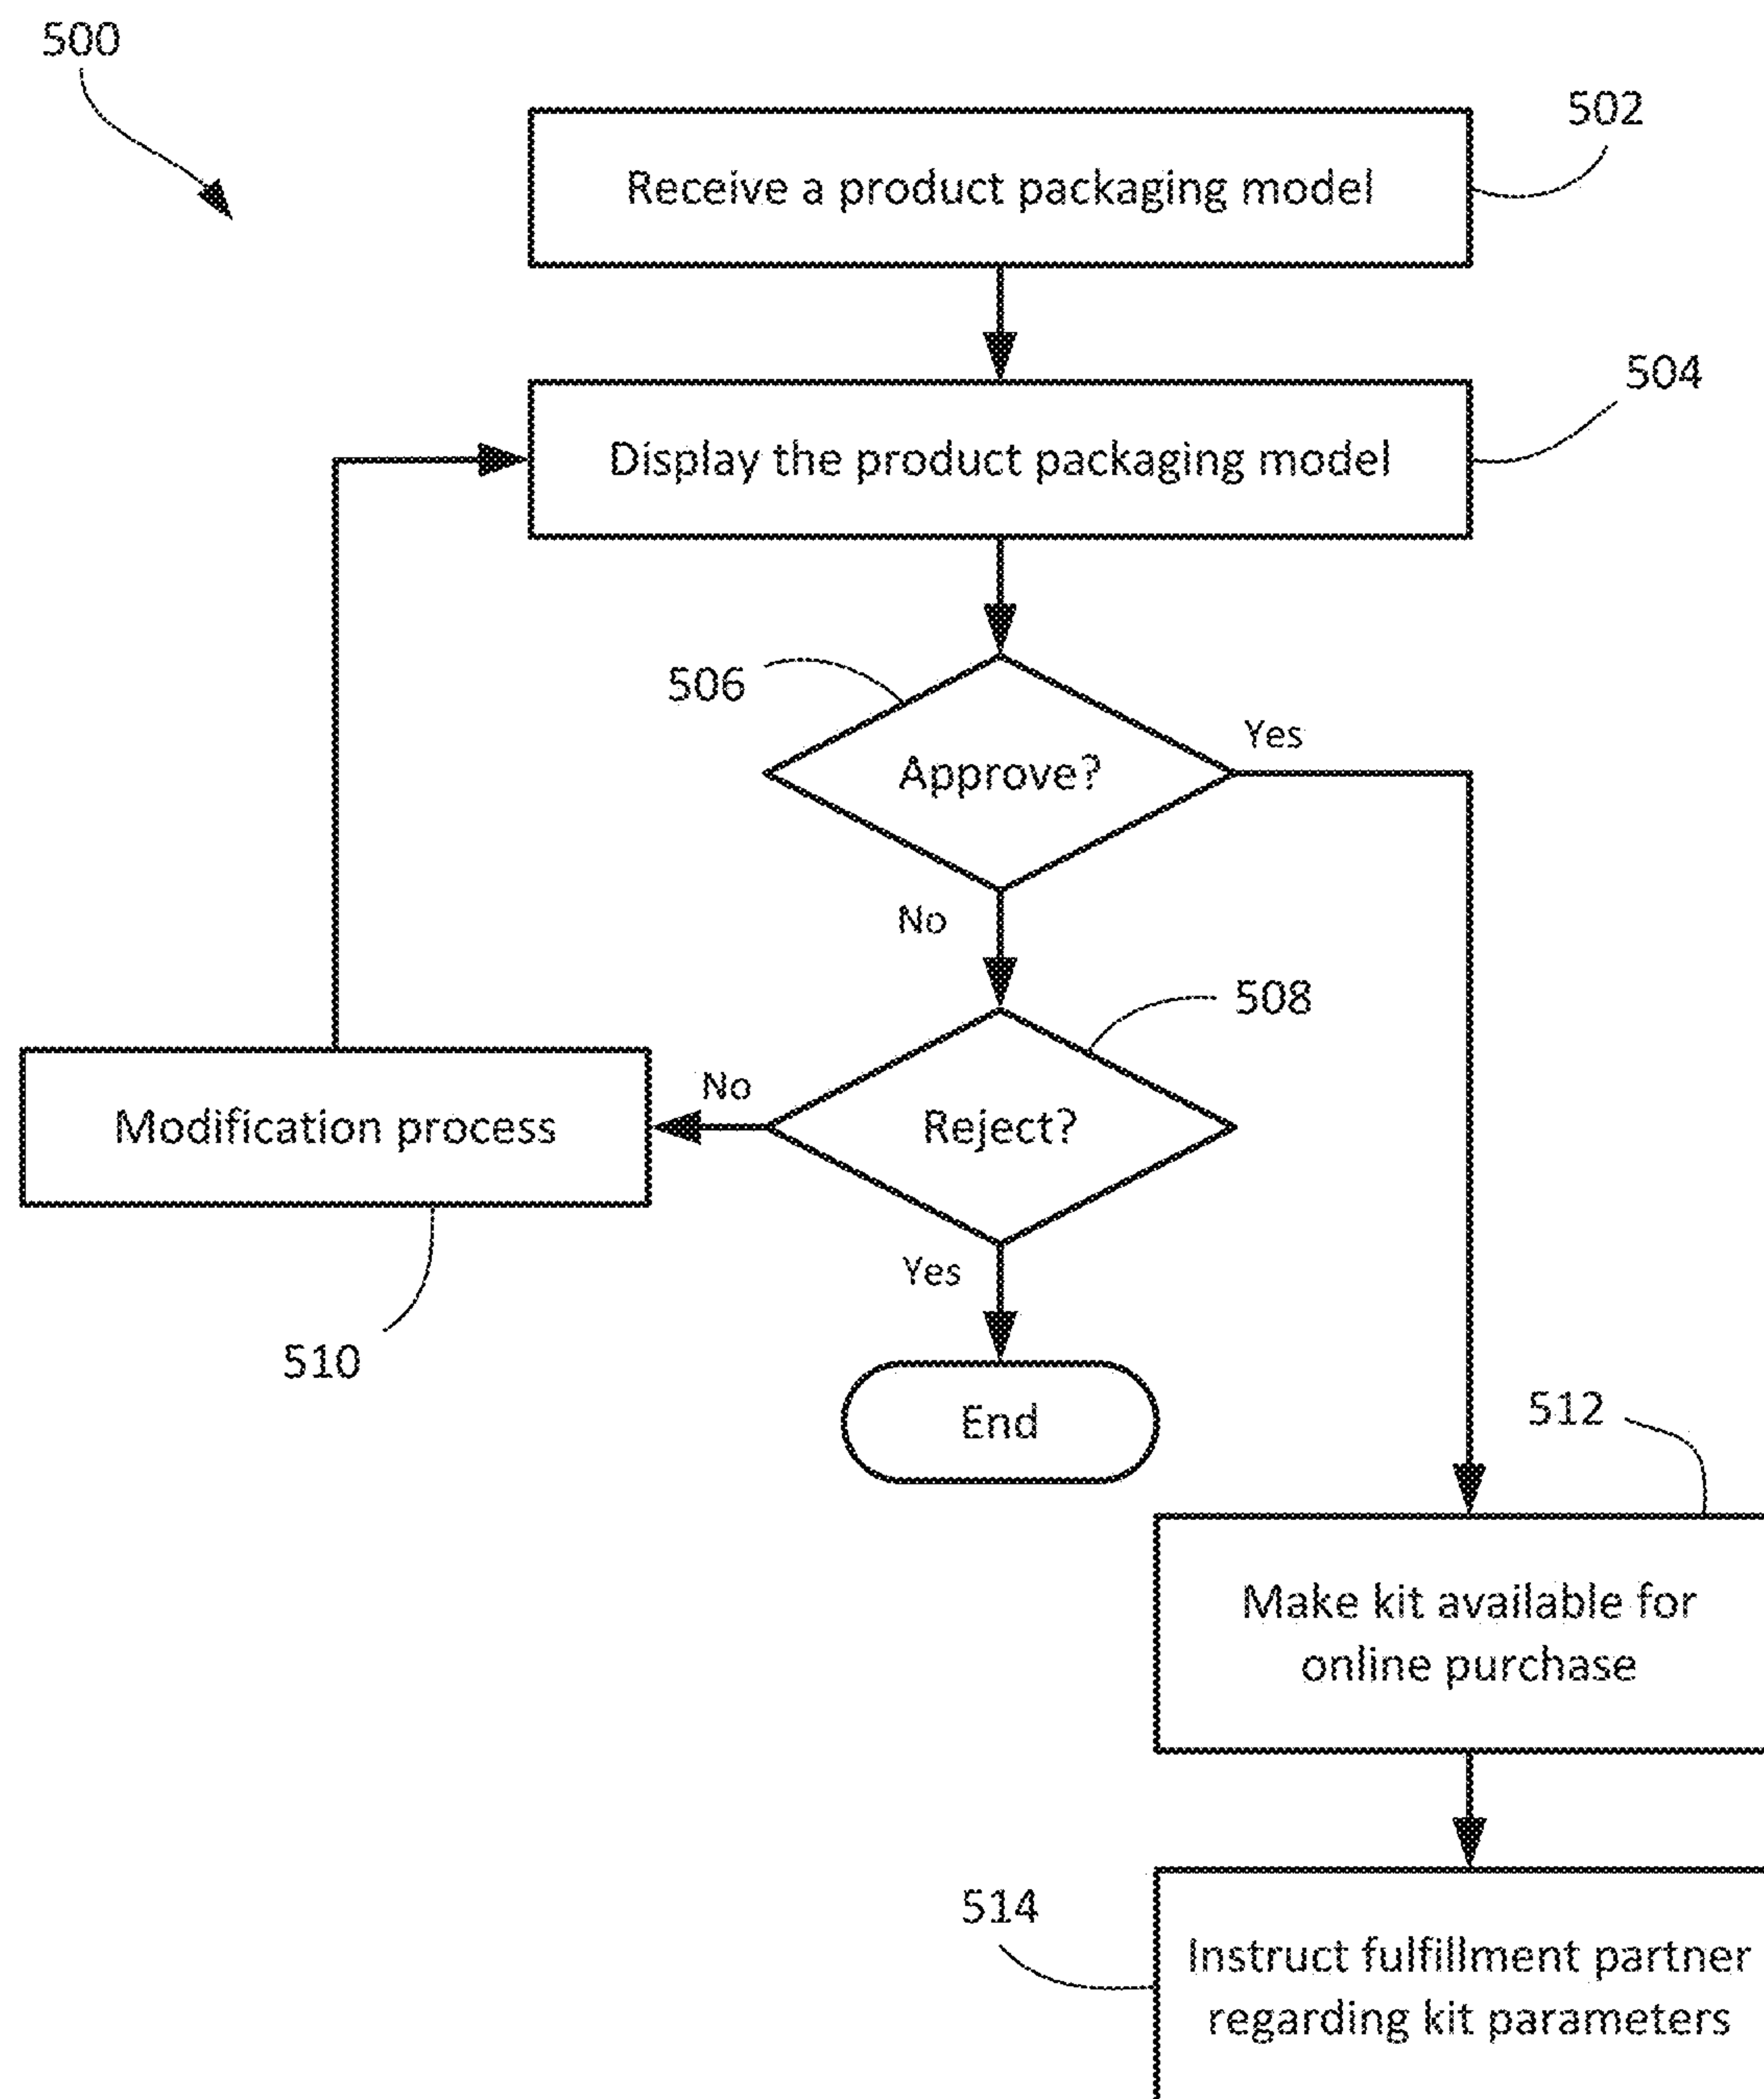 500
502
Receive a product packaging model
504
Display the product packaging model
506
Approve?
Yes
No
508
Reject?
No
Modification process
510
Yes
End
512
Make kit available for
online purchase
514
Instruct fulfillment partner
regarding kit parameters